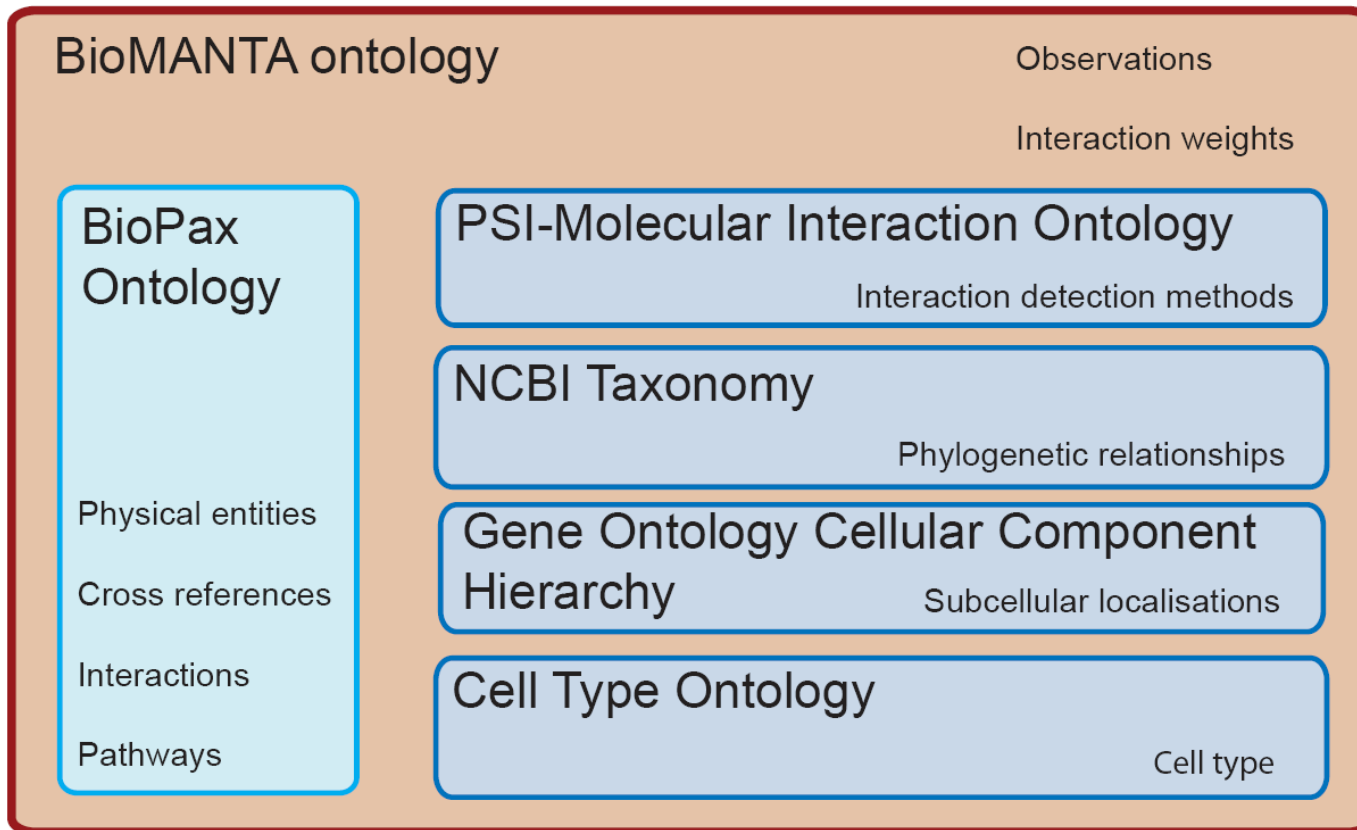 BioMANTA ontology
Observations
Interaction weights
BioPax
Ontology
Physical entities
Cross references
Interactions
Pathways
PSI-Molecular Interaction Ontology
Interaction detection methods
NCBI Taxonomy
Phylogenetic relationships
Gene Ontology Cellular Component
Hierarchy
Subcellular localisations
Cell Type Ontology
Cell type